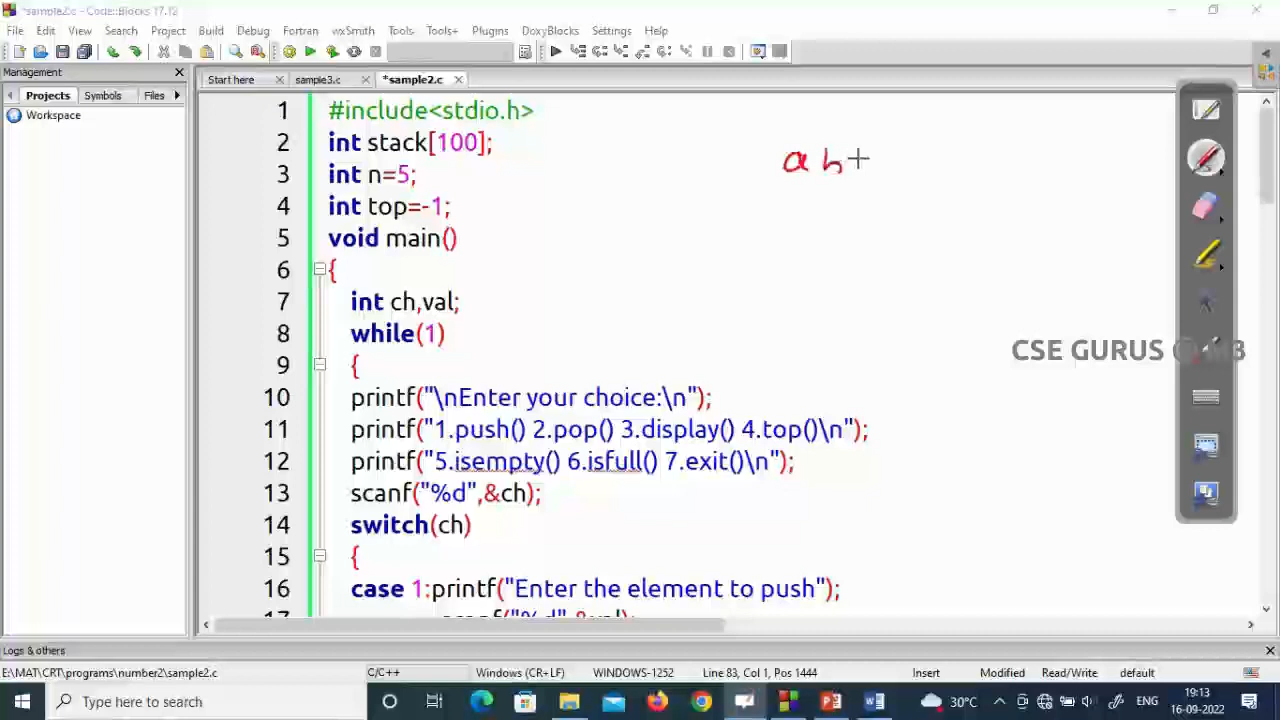 *sample2.c - Code::Blocks 17.12
File Edit View Search Project Build Debug Fortran wxSmith Tools Tools+ Plugins DoxyBlocks Settings Help
Management
Projects Symbols Files
Workspace
Start here sample3.c *sample2.c
1 #include<stdio.h>
2 int stack[100];
3 int n=5;
4 int top=-1;
5 void main()
6 {
7 int ch,val;
8 while(1)
9 {
10 printf("\nEnter your choice:\n");
11 printf("1.push() 2.pop() 3.display() 4.top()\n");
12 printf("5.isempty() 6.isfull() 7.exit()\n");
13 scanf("%d",&ch);
14 switch(ch)
15 {
16 case 1:printf("Enter the element to push");
17 scanf("%d",&val);
a
CSE GURUS @ MB
Logs & others
E:\MAT\CRT\programs\number2\sample2.c C/C++ Windows (CR+LF) WINDOWS-1252 Line 83, Col 1, Pos 1444 Insert Modified Read/Write default
Type here to search
30°C ENG 19:13
16-09-2022